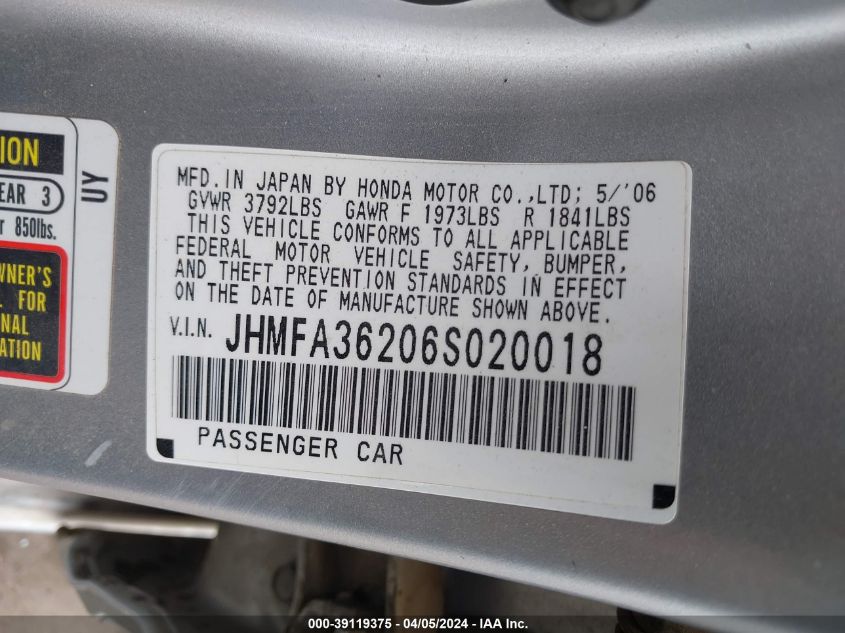 ION
EAR 3
r 850lbs.
WNER'S
. FOR
NAL
ATION
UY
MFD. IN JAPAN BY HONDA MOTOR CO.,LTD; 5/'06
GVWR 3792LBS GAWR F 1973LBS R 1841LBS
THIS VEHICLE CONFORMS TO ALL APPLICABLE
FEDERAL MOTOR VEHICLE SAFETY, BUMPER,
AND THEFT PREVENTION STANDARDS IN EFFECT
ON THE DATE OF MANUFACTURE SHOWN ABOVE.
V.I.N. JHMFA36206S020018
PASSENGER CAR
000-39119375 - 04/05/2024 - IAAI Inc.